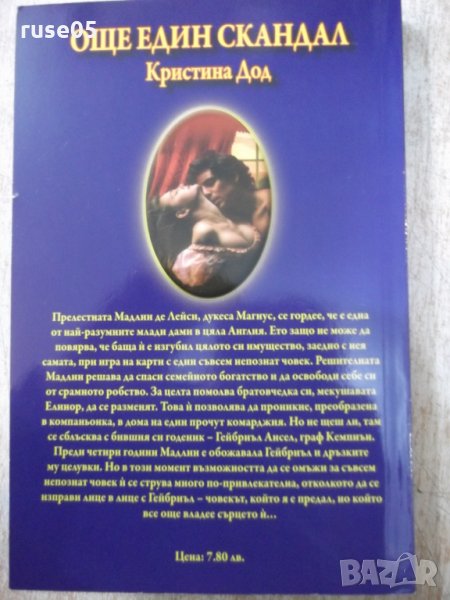 ruse05
ОЩЕ ЕДИН СКАНДАЛ
Кристина Дод
Прелестната Мадлин де Лейси, дукеса Магнус, се гордее, че е една
от най-разумните млади дами в цяла Англия. Ето защо не може да
повярва, че баща ѝ е изгубил цялото си имущество, заедно с нея
самата, при игра на карти с един съвсем непознат човек. Решителната
Мадлин решава да спаси семейното богатство и да освободи себе си
от срамното робство. За целта помолва братовчедка си, мекушавата
Елинор, да се разменят. Това ѝ позволява да проникне, преобразена
в компаньонка, в дома на един прочут комарджия. Но не щеш ли, там
се сблъсква с бившия си годеник – Гейбриъл Ансел, граф Кемпиън.
Преди четири години Мадлин е обожавала Гейбриъл и дръзките
му целувки. Но в този момент възможността да се омъжи за съвсем
непознат човек ѝ се струва много по-привлекателна, отколкото да се
изправи лице в лице с Гейбриъл – човекът, който я е предал, но който
все още владее сърцето ѝ...
Цена: 7.80 лв.
BAZAR
bg